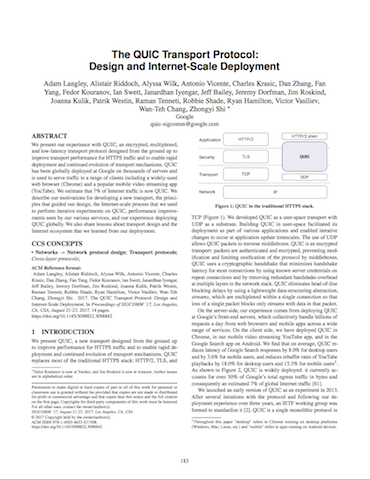 The QUIC Transport Protocol:
Design and Internet-Scale Deployment
Adam Langley, Alistair Riddoch, Alyssa Wilk, Antonio Vicente, Charles Krasic, Dan Zhang, Fan
Yang, Fedor Kouranov, Ian Swett, Janardhan Iyengar, Jeff Bailey, Jeremy Dorfman, Jim Roskind,
Joanna Kulik, Patrik Westin, Raman Tenneti, Robbie Shade, Ryan Hamilton, Victor Vasiliev,
Wan-Teh Chang, Zhongyi Shi *
Google
quic-sigcomm@google.com
ABSTRACT
We present our experience with QUIC, an encrypted, multiplexed,
and low-latency transport protocol designed from the ground up to
improve transport performance for HTTPS traffic and to enable rapid
deployment and continued evolution of transport mechanisms. QUIC
has been globally deployed at Google on thousands of servers and
is used to serve traffic to a range of clients including a widely-used
web browser (Chrome) and a popular mobile video streaming app
(YouTube). We estimate that 7% of Internet traffic is now QUIC. We
describe our motivations for developing a new transport, the princi-
ples that guided our design, the Internet-scale process that we used
to perform iterative experiments on QUIC, performance improve-
ments seen by our various services, and our experience deploying
QUIC globally. We also share lessons about transport design and the
Internet ecosystem that we learned from our deployment.
CCS CONCEPTS
• Networks → Network protocol design; Transport protocols;
Cross-layer protocols;
ACM Reference format:
Adam Langley, Alistair Riddoch, Alyssa Wilk, Antonio Vicente, Charles
Krasic, Dan Zhang, Fan Yang, Fedor Kouranov, Ian Swett, Janardhan Iyengar,
Jeff Bailey, Jeremy Dorfman, Jim Roskind, Joanna Kulik, Patrik Westin,
Raman Tenneti, Robbie Shade, Ryan Hamilton, Victor Vasiliev, Wan-Teh
Chang, Zhongyi Shi . 2017. The QUIC Transport Protocol: Design and
Internet-Scale Deployment. In Proceedings of SIGCOMM '17, Los Angeles,
CA, USA, August 21-25, 2017, 14 pages.
https://doi.org/10.1145/3098822.3098842
1 INTRODUCTION
We present QUIC, a new transport designed from the ground up
to improve performance for HTTPS traffic and to enable rapid de-
ployment and continued evolution of transport mechanisms. QUIC
replaces most of the traditional HTTPS stack: HTTP/2, TLS, and
*Fedor Kouranov is now at Yandex, and Jim Roskind is now at Amazon. Author names
are in alphabetical order.
Permission to make digital or hard copies of part or all of this work for personal or
classroom use is granted without fee provided that copies are not made or distributed
for profit or commercial advantage and that copies bear this notice and the full citation
on the first page. Copyrights for third-party components of this work must be honored.
For all other uses, contact the owner/author(s).
SIGCOMM '17, August 21-25, 2017, Los Angeles, CA, USA
© 2017 Copyright held by the owner/author(s).
ACM ISBN 978-1-4503-4653-5/17/08.
https://doi.org/10.1145/3098822.3098842
Application HTTP/2 HTTP/2 shim
Security TLS QUIC
Transport TCP UDP
Network IP
Figure 1: QUIC in the traditional HTTPS stack.
TCP (Figure 1). We developed QUIC as a user-space transport with
UDP as a substrate. Building QUIC in user-space facilitated its
deployment as part of various applications and enabled iterative
changes to occur at application update timescales. The use of UDP
allows QUIC packets to traverse middleboxes. QUIC is an encrypted
transport: packets are authenticated and encrypted, preventing mod-
ification and limiting ossification of the protocol by middleboxes.
QUIC uses a cryptographic handshake that minimizes handshake
latency for most connections by using known server credentials on
repeat connections and by removing redundant handshake-overhead
at multiple layers in the network stack. QUIC eliminates head-of-line
blocking delays by using a lightweight data-structuring abstraction,
streams, which are multiplexed within a single connection so that
loss of a single packet blocks only streams with data in that packet.
On the server-side, our experience comes from deploying QUIC
at Google's front-end servers, which collectively handle billions of
requests a day from web browsers and mobile apps across a wide
range of services. On the client side, we have deployed QUIC in
Chrome, in our mobile video streaming YouTube app, and in the
Google Search app on Android. We find that on average, QUIC re-
duces latency of Google Search responses by 8.0% for desktop users
and by 3.6% for mobile users, and reduces rebuffer rates of YouTube
playbacks by 18.0% for desktop users and 15.3% for mobile users¹.
As shown in Figure 2, QUIC is widely deployed: it currently ac-
counts for over 30% of Google's total egress traffic in bytes and
consequently an estimated 7% of global Internet traffic [61].
We launched an early version of QUIC as an experiment in 2013.
After several iterations with the protocol and following our de-
ployment experience over three years, an IETF working group was
formed to standardize it [2]. QUIC is a single monolithic protocol in
¹Throughout this paper "desktop" refers to Chrome running on desktop platforms
(Windows, Mac, Linux, etc.) and "mobile" refers to apps running on Android devices.
183